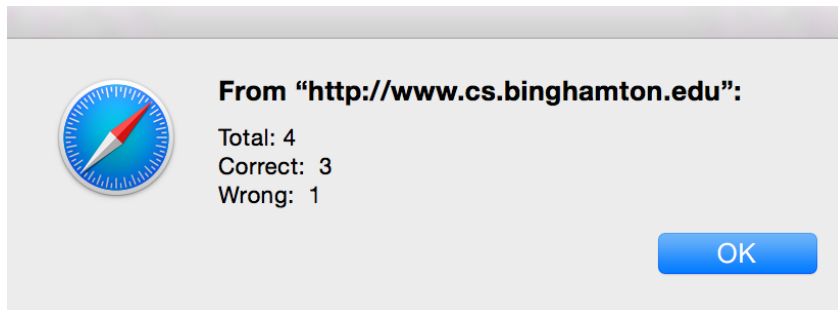 From “http://www.cs.binghamton.edu”:
Total: 4
Correct:  3
Wrong:  1
OK